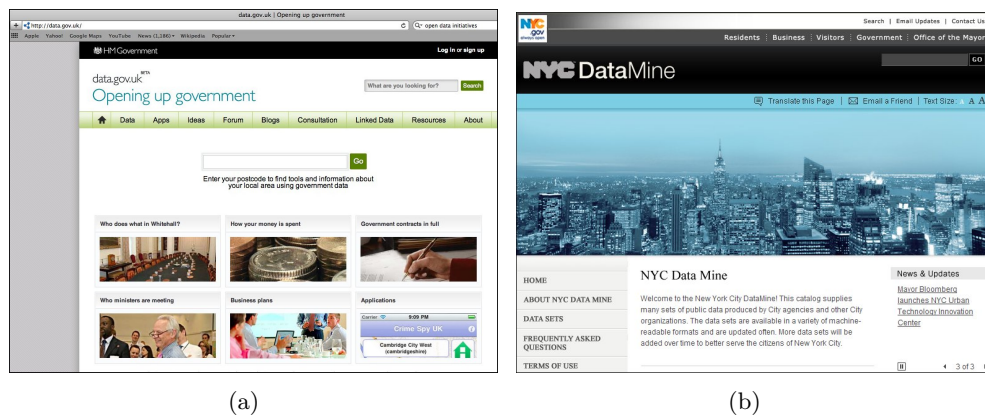 data.gov.uk | Opening up government
http://data.gov.uk/
open data initiatives
Apple Yahoo! Google Maps YouTube News (1,186) Wikipedia Popular
HM Government
Log in or sign up
data.gov.uk BETA
Opening up government
What are you looking for? Search
Data Apps Ideas Forum Blogs Consultation Linked Data Resources About
Go
Enter your postcode to find tools and information about
your local area using government data
Who does what in Whitehall? How your money is spent Government contracts in full
Who ministers are meeting Business plans Applications
Carrier 9:09 PM
Crime Spy UK
Cambridge City West
(cambridgeshire)
(a)
NYC
.gov
always open
Search | Email Updates | Contact Us
Residents Business Visitors Government Office of the Mayor
NYC DataMine
GO
Translate this Page | Email a Friend | Text Size: A A A
HOME
ABOUT NYC DATA MINE
DATA SETS
FREQUENTLY ASKED
QUESTIONS
TERMS OF USE
NYC Data Mine
Welcome to the New York City DataMine! This catalog supplies
many sets of public data produced by City agencies and other City
organizations. The data sets are available in a variety of machine-
readable formats and are updated often. More data sets will be
added over time to better serve the citizens of New York City.
News & Updates
Mayor Bloomberg
launches NYC Urban
Technology Innovation
Center
3 of 3
(b)